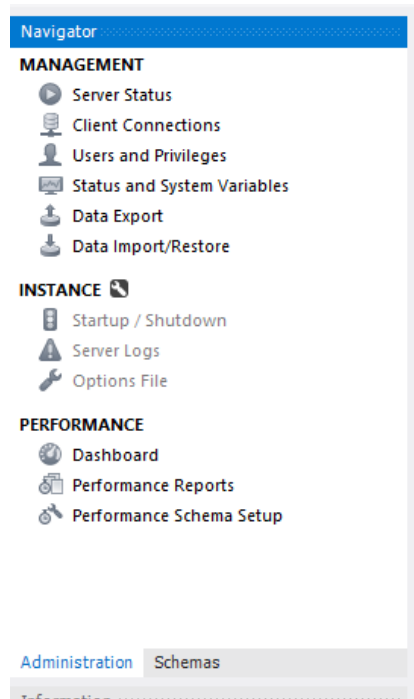 Navigator
MANAGEMENT
Server Status
Client Connections
Users and Privileges
Status and System Variables
Data Export
Data Import/Restore
INSTANCE
Startup / Shutdown
Server Logs
Options File
PERFORMANCE
Dashboard
Performance Reports
Performance Schema Setup
Administration Schemas
Information